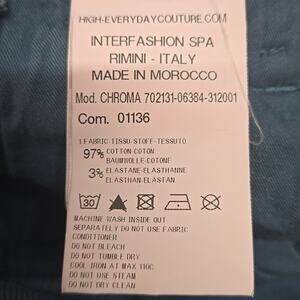 HIGH-EVERYDAYCOUTURE.COM
INTERFASHION SPA
RIMINI - ITALY
MADE IN MOROCCO
Mod. CHROMA 702131-06384-312001
Com. 01136
1 FABRIC-TISSU-STOFF-TESSUTO
97% COTTON-COTON
BAUMWOLLE-COTONE
3% ELASTANE-ELASTHANNE
ELASTHAN-ELASTAN
30
MACHINE WASH INSIDE OUT
SEPARATELY DO NOT USE FABRIC
CONDITIONER
DO NOT BLEACH
DO NOT TUMBLE DRY
COOL IRON AT MAX 110C
DO NOT USE STEAM
DO NOT DRY CLEAN